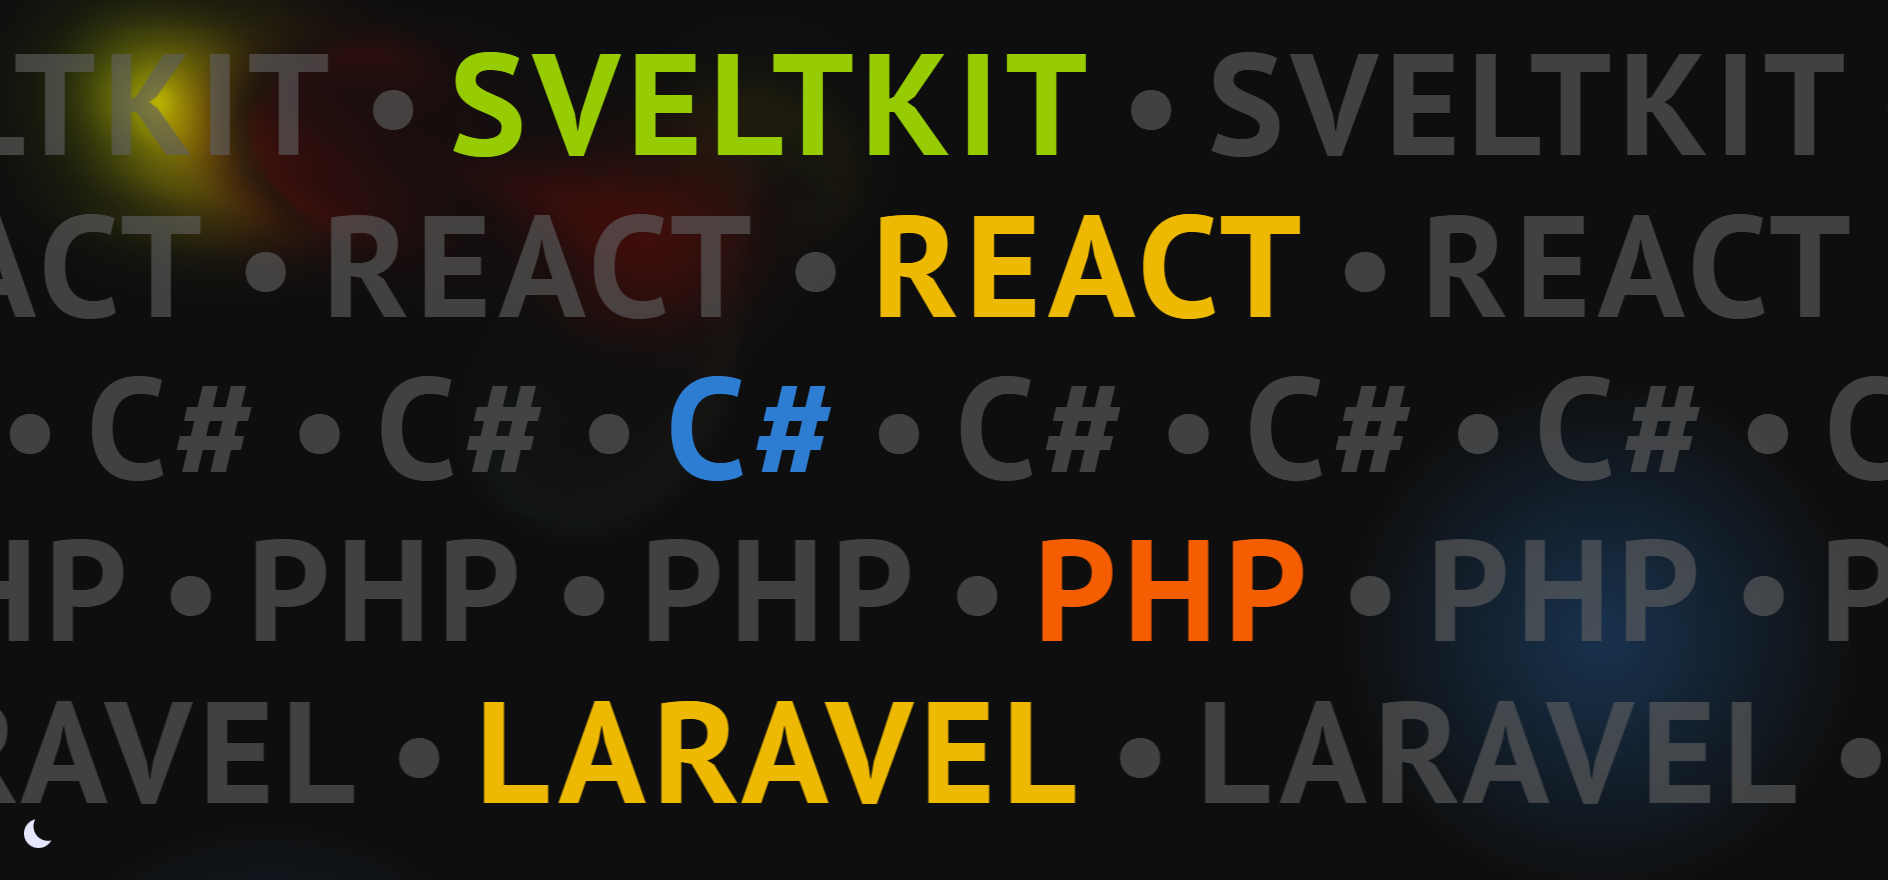 LTKIT • SVELTKIT • SVELTKIT
ACT • REACT • REACT • REACT
• C# • C# • C# • C# • C# • C# • C
HP • PHP • PHP • PHP • PHP • P
RAVEL • LARAVEL • LARAVEL •